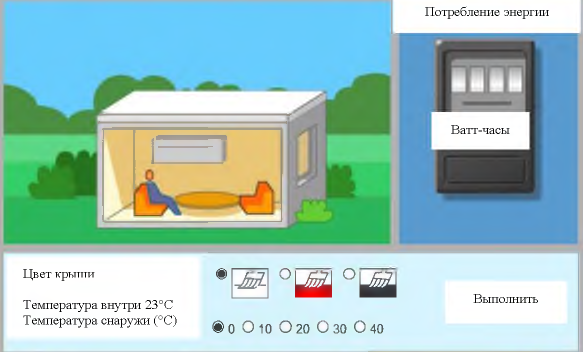 Потребление энергии
Ватт-часы
Цвет крыши
Температура внутри 23°C
Температура снаружи (°C)
0 10 20 30 40
Выполнить